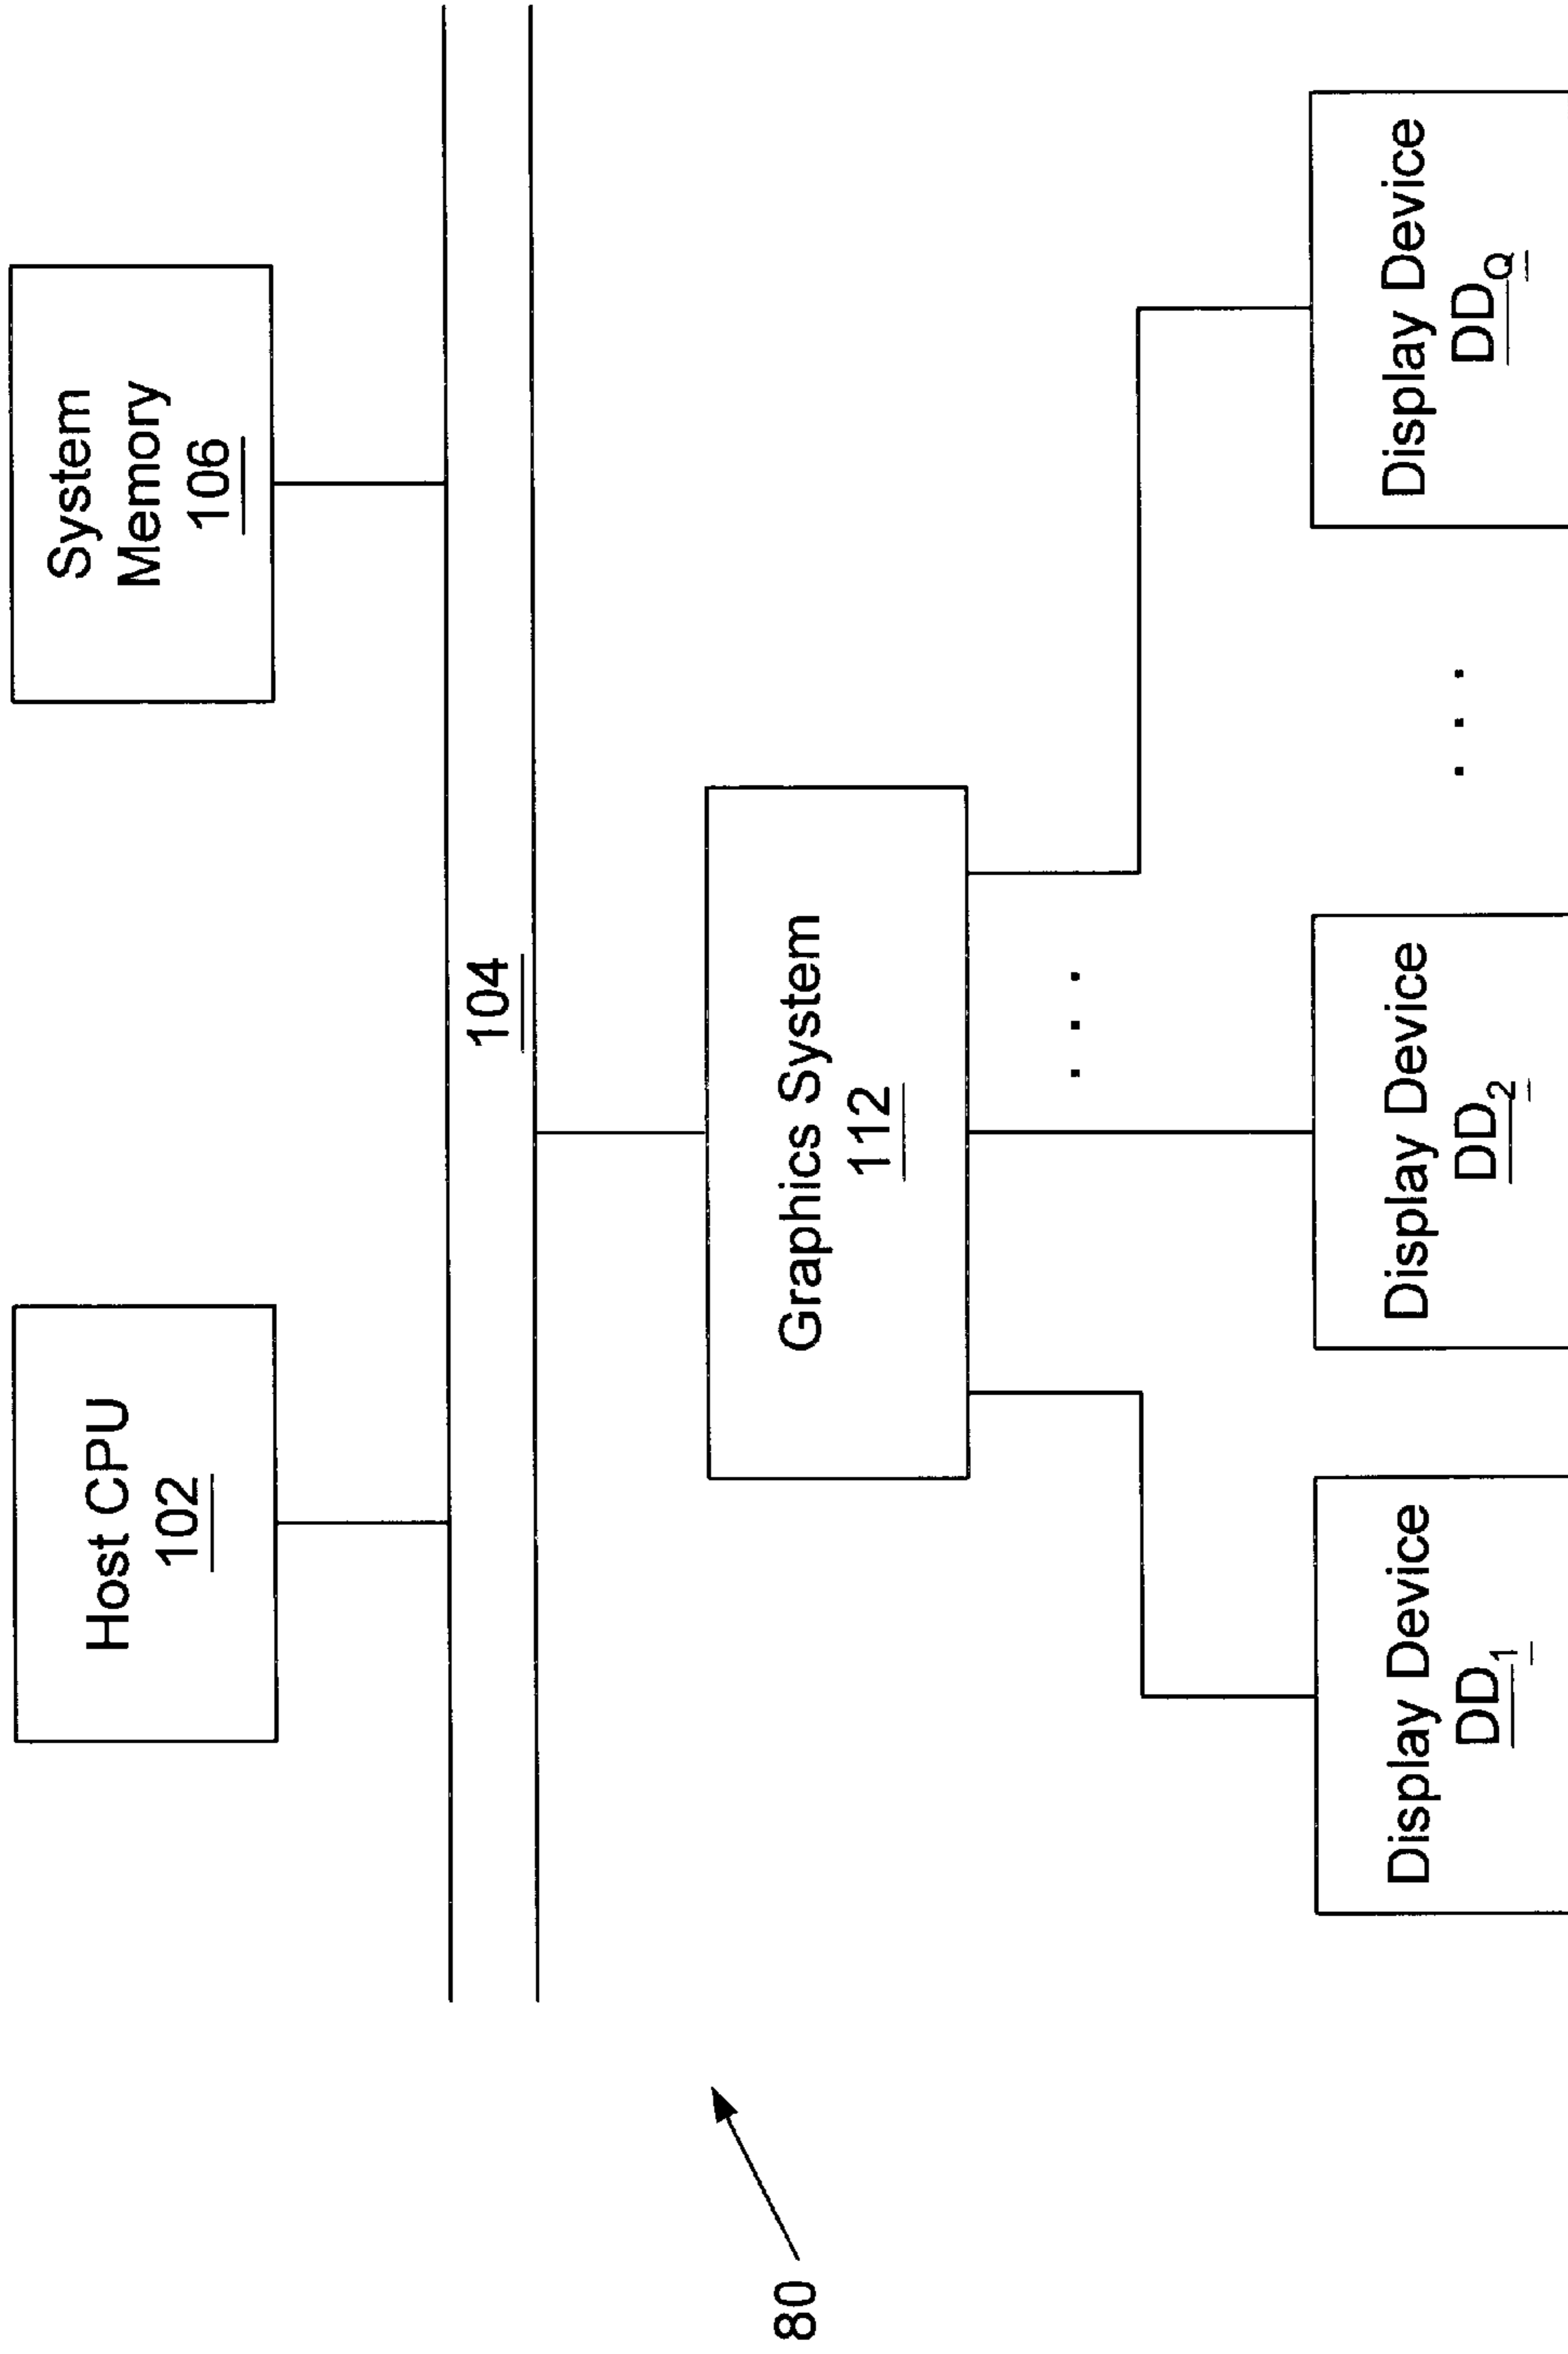 Host CPU
102
System
Memory
106
104
Graphics System
112
. . .
80
Display Device
DD1
Display Device
DD2
. . .
Display Device
DDQ